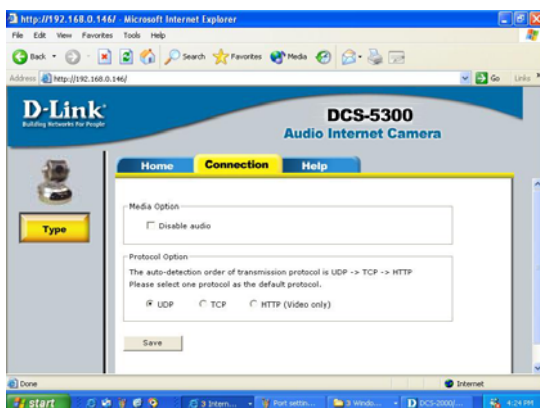 http://192.168.0.146/ - Microsoft Internet Explorer
File Edit View Favorites Tools Help
Back Search Favorites Media
Address http://192.168.0.146/ Go Links
D-Link
Building Networks for People
DCS-5300
Audio Internet Camera
Home Connection Help
Type
Media Option
Disable audio
Protocol Option
The auto-detection order of transmission protocol is UDP -> TCP -> HTTP
Please select one protocol as the default protocol.
UDP TCP HTTP (Video only)
Save
Done Internet
start 3 Intern... Port settin... 3 Windo... DCS-2000/... 4:24 PM